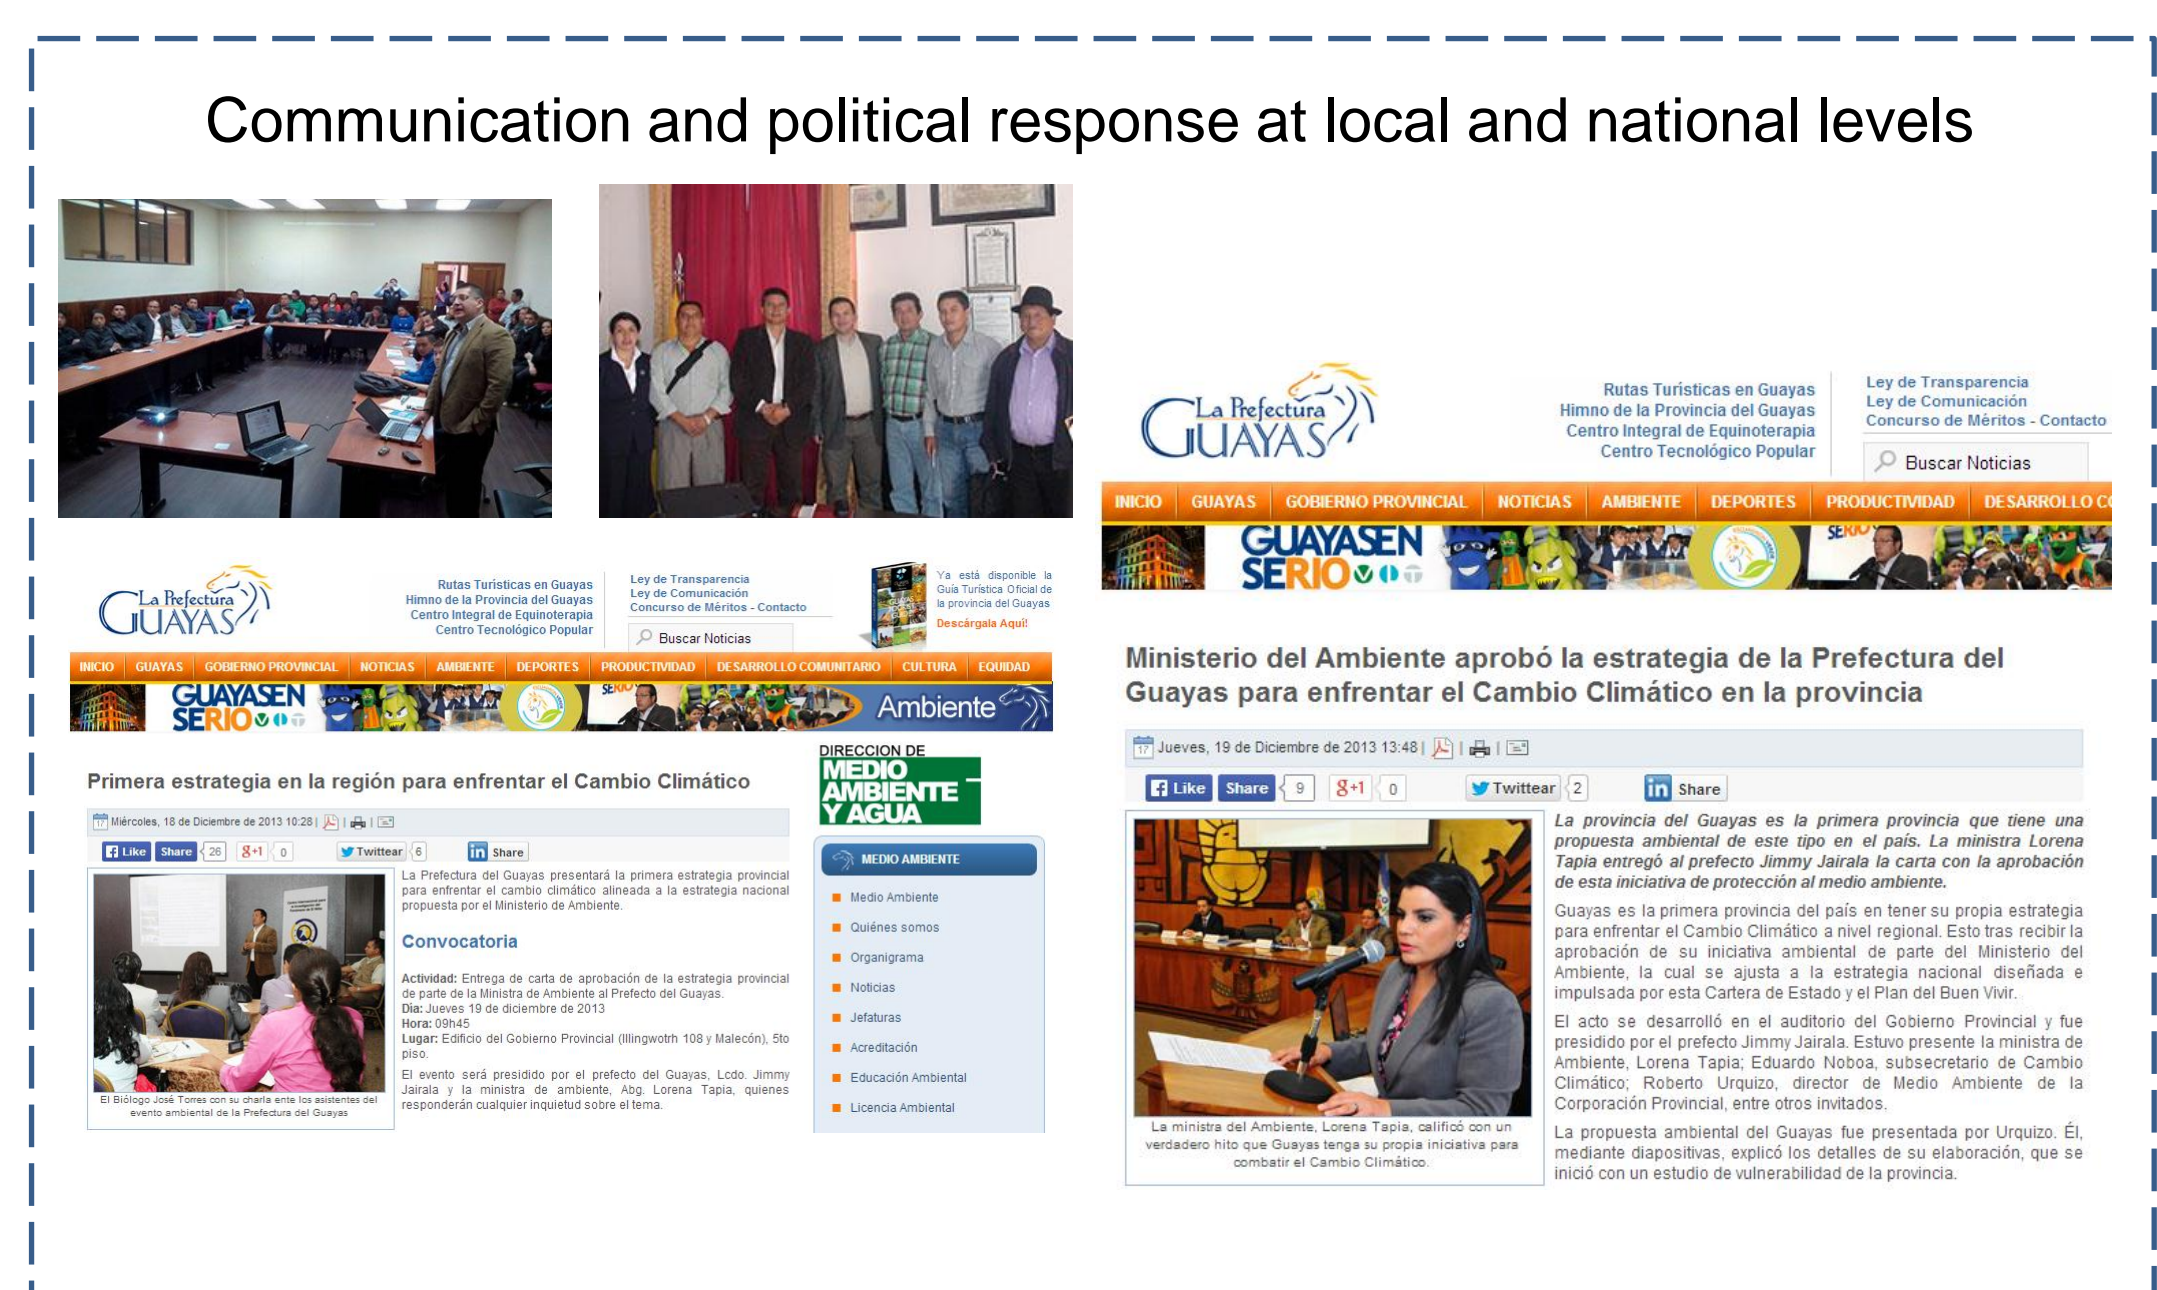 Communication and political response at local and national levels
La Prefectura
GUAYAS
Rutas Turísticas en Guayas
Himno de la Provincia del Guayas
Centro Integral de Equinoterapia
Centro Tecnológico Popular
Ley de Transparencia
Ley de Comunicación
Concurso de Méritos - Contacto
Buscar Noticias
Ya está disponible la
Guía Turística Oficial de
la provincia del Guayas
Descárgala Aquí!
INICIO GUAYAS GOBIERNO PROVINCIAL NOTICIAS AMBIENTE DEPORTES PRODUCTIVIDAD DESARROLLO COMUNITARIO CULTURA EQUIDAD
GUAYASEN
SERIO
SERIO
Ambiente
Primera estrategia en la región para enfrentar el Cambio Climático
17 Miércoles, 18 de Diciembre de 2013 10:28 | | |
Like Share 26 g+1 0 Twittear 6 in Share
El Biólogo José Torres con su charla ente los asistentes del
evento ambiental de la Prefectura del Guayas
La Prefectura del Guayas presentará la primera estrategia provincial
para enfrentar el cambio climático alineada a la estrategia nacional
propuesta por el Ministerio de Ambiente.
Convocatoria
Actividad: Entrega de carta de aprobación de la estrategia provincial
de parte de la Ministra de Ambiente al Prefecto del Guayas.
Día: Jueves 19 de diciembre de 2013
Hora: 09h45
Lugar: Edificio del Gobierno Provincial (Illingwotrh 108 y Malecón), 5to
piso.
El evento será presidido por el prefecto del Guayas, Lcdo. Jimmy
Jairala y la ministra de ambiente, Abg. Lorena Tapia, quienes
responderán cualquier inquietud sobre el tema.
DIRECCION DE
MEDIO
AMBIENTE
Y AGUA
MEDIO AMBIENTE
Medio Ambiente
Quiénes somos
Organigrama
Noticias
Jefaturas
Acreditación
Educación Ambiental
Licencia Ambiental
La Prefectura
GUAYAS
Rutas Turísticas en Guayas
Himno de la Provincia del Guayas
Centro Integral de Equinoterapia
Centro Tecnológico Popular
Ley de Transparencia
Ley de Comunicación
Concurso de Méritos - Contacto
Buscar Noticias
INICIO GUAYAS GOBIERNO PROVINCIAL NOTICIAS AMBIENTE DEPORTES PRODUCTIVIDAD DESARROLLO CO
GUAYASEN
SERIO
SERIO
Ministerio del Ambiente aprobó la estrategia de la Prefectura del
Guayas para enfrentar el Cambio Climático en la provincia
17 Jueves, 19 de Diciembre de 2013 13:48 | | |
Like Share 9 g+1 0 Twittear 2 in Share
La ministra del Ambiente, Lorena Tapia, calificó con un
verdadero hito que Guayas tenga su propia iniciativa para
combatir el Cambio Climático.
La provincia del Guayas es la primera provincia que tiene una
propuesta ambiental de este tipo en el país. La ministra Lorena
Tapia entregó al prefecto Jimmy Jairala la carta con la aprobación
de esta iniciativa de protección al medio ambiente.
Guayas es la primera provincia del país en tener su propia estrategia
para enfrentar el Cambio Climático a nivel regional. Esto tras recibir la
aprobación de su iniciativa ambiental de parte del Ministerio del
Ambiente, la cual se ajusta a la estrategia nacional diseñada e
impulsada por esta Cartera de Estado y el Plan del Buen Vivir.
El acto se desarrolló en el auditorio del Gobierno Provincial y fue
presidido por el prefecto Jimmy Jairala. Estuvo presente la ministra de
Ambiente, Lorena Tapia; Eduardo Noboa, subsecretario de Cambio
Climático; Roberto Urquizo, director de Medio Ambiente de la
Corporación Provincial, entre otros invitados.
La propuesta ambiental del Guayas fue presentada por Urquizo. Él,
mediante diapositivas, explicó los detalles de su elaboración, que se
inició con un estudio de vulnerabilidad de la provincia.